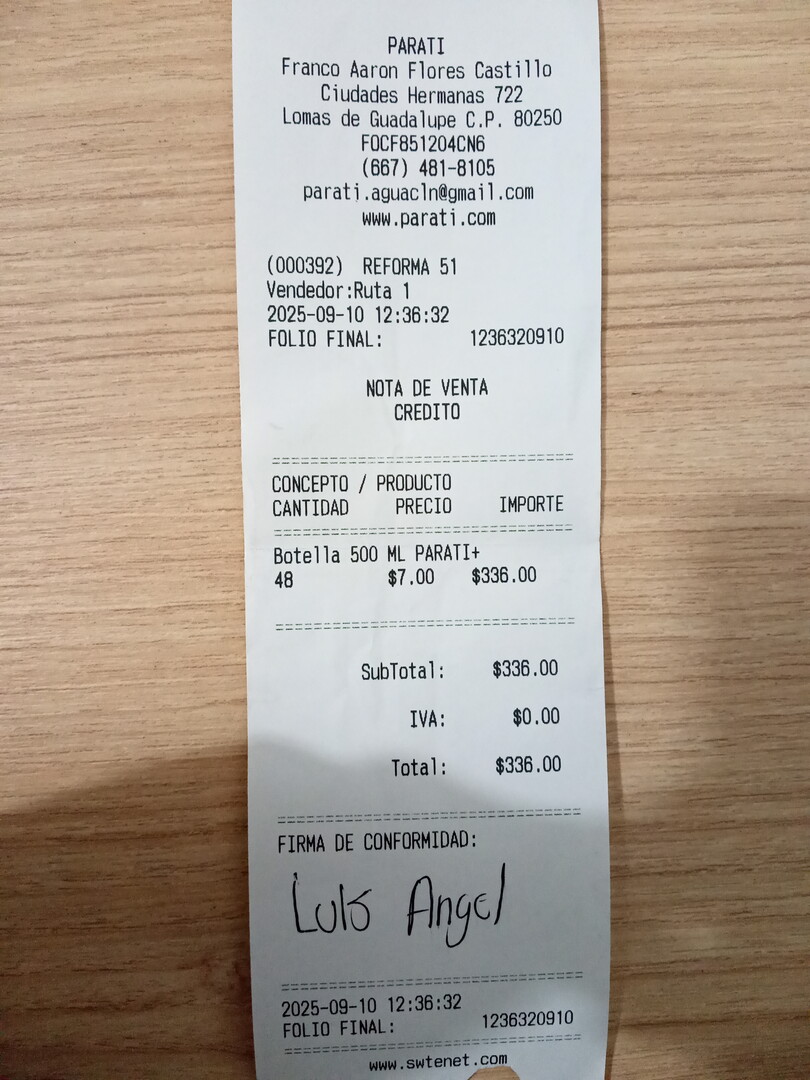 PARATI
Franco Aaron Flores Castillo
Ciudades Hermanas 722
Lomas de Guadalupe C.P. 80250
FOCF851204CN6
(667) 481-8105
parati.aguacln@gmail.com
www.parati.com
(000392) REFORMA 51
Vendedor:Ruta 1
2025-09-10 12:36:32
FOLIO FINAL: 1236320910
NOTA DE VENTA
CREDITO
CONCEPTO / PRODUCTO
CANTIDAD PRECIO IMPORTE
Botella 500 ML PARATI+
48 $7.00 $336.00
SubTotal: $336.00
IVA: $0.00
Total: $336.00
FIRMA DE CONFORMIDAD:
Luis Angel
2025-09-10 12:36:32
FOLIO FINAL: 1236320910
www.swtenet.com